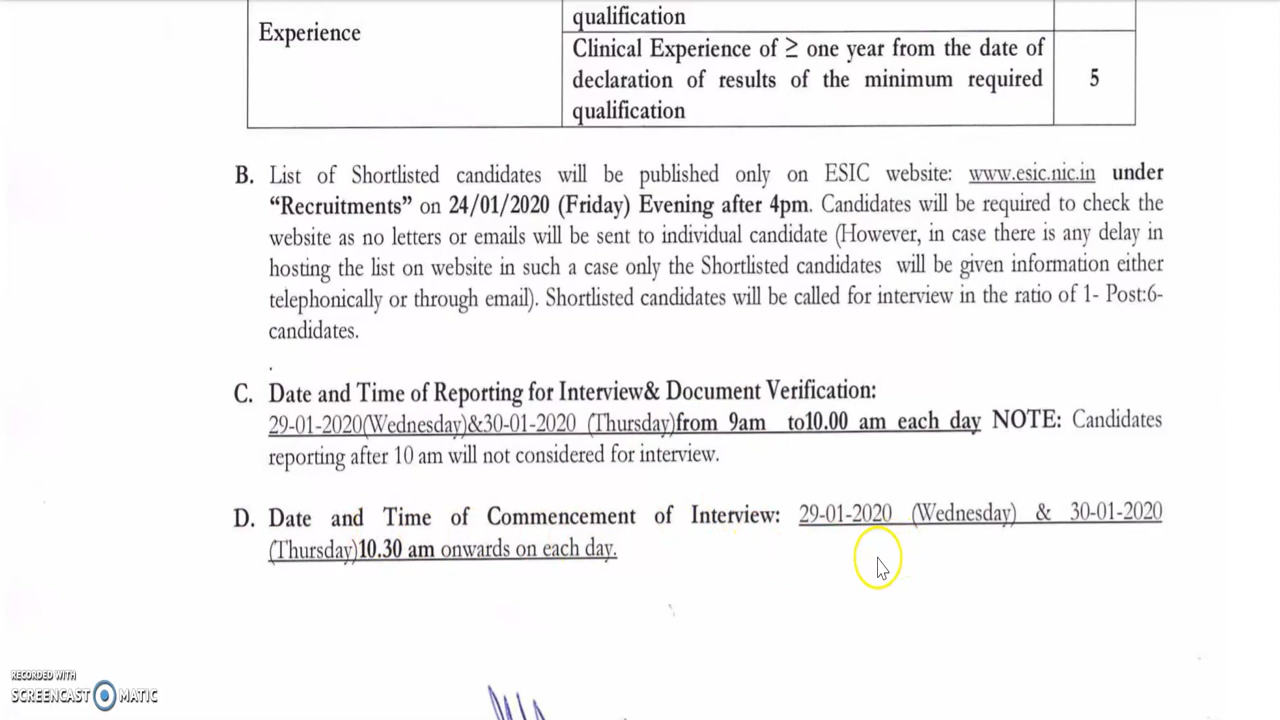 qualification
Experience
Clinical Experience of ≥ one year from the date of
declaration of results of the minimum required
qualification
5
B. List of Shortlisted candidates will be published only on ESIC website: www.esic.nic.in under
“Recruitments” on 24/01/2020 (Friday) Evening after 4pm. Candidates will be required to check the
website as no letters or emails will be sent to individual candidate (However, in case there is any delay in
hosting the list on website in such a case only the Shortlisted candidates will be given information either
telephonically or through email). Shortlisted candidates will be called for interview in the ratio of 1- Post:6-
candidates.
.
C. Date and Time of Reporting for Interview& Document Verification:
29-01-2020(Wednesday)&30-01-2020 (Thursday)from 9am to10.00 am each day NOTE: Candidates
reporting after 10 am will not considered for interview.
D. Date and Time of Commencement of Interview: 29-01-2020 (Wednesday) & 30-01-2020
(Thursday)10.30 am onwards on each day.
RECORDED WITH
SCREENCAST MATIC